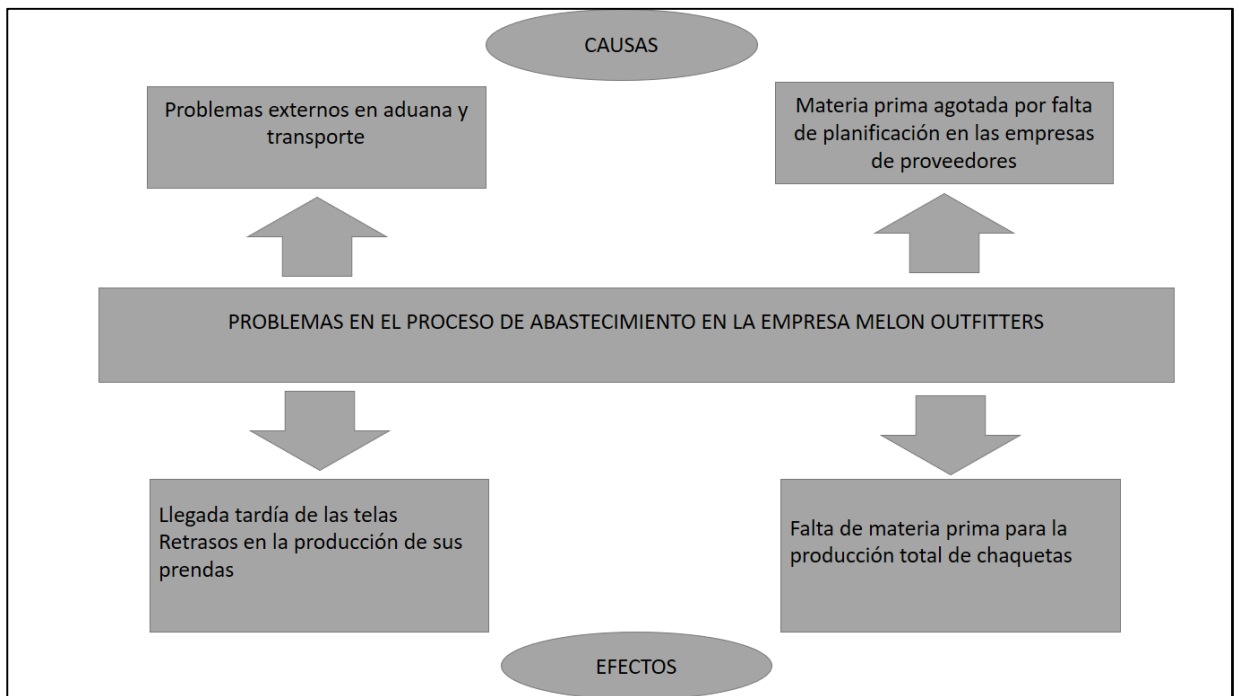 CAUSAS
Problemas externos en aduana y
transporte
Materia prima agotada por falta
de planificación en las empresas
de proveedores
PROBLEMAS EN EL PROCESO DE ABASTECIMIENTO EN LA EMPRESA MELON OUTFITTERS
Llegada tardía de las telas
Retrasos en la producción de sus
prendas
Falta de materia prima para la
producción total de chaquetas
EFECTOS